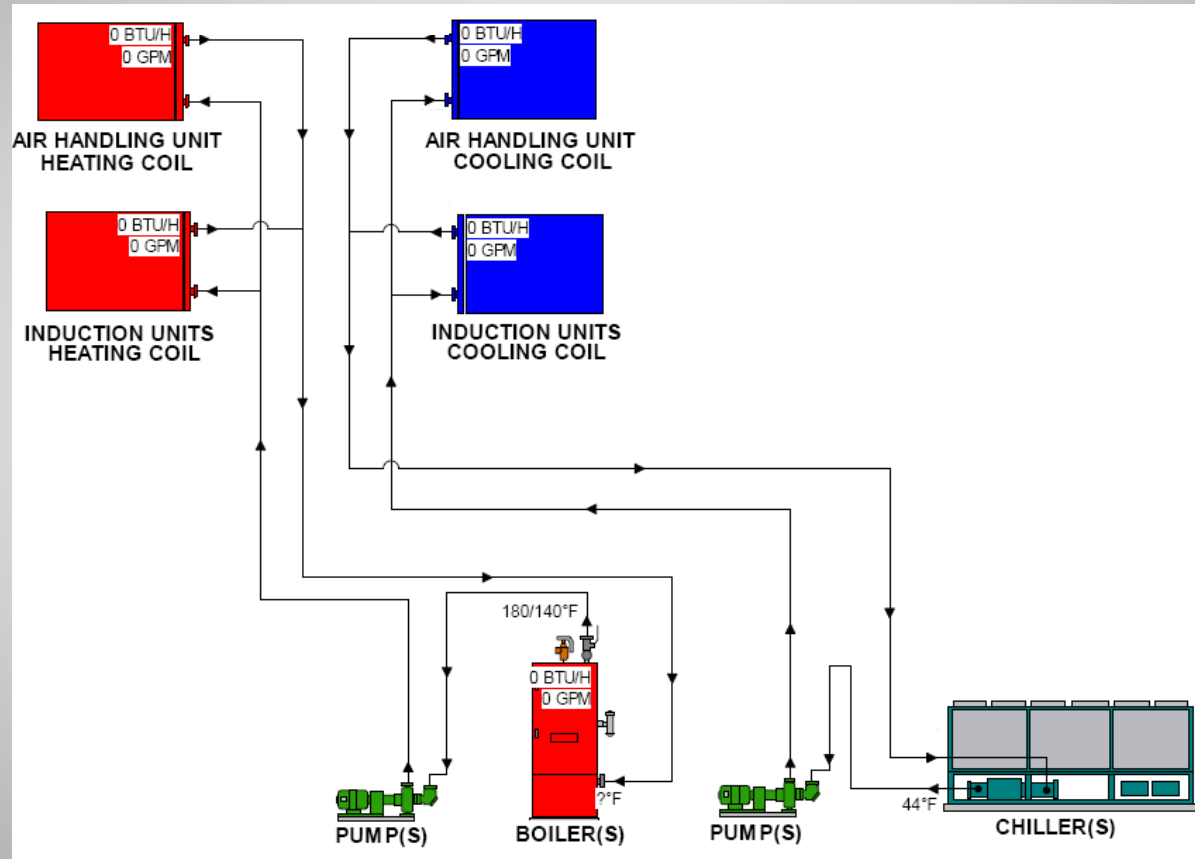 0 BTU/H
0 GPM
AIR HANDLING UNIT
HEATING COIL
0 BTU/H
0 GPM
AIR HANDLING UNIT
COOLING COIL
0 BTU/H
0 GPM
INDUCTION UNITS
HEATING COIL
0 BTU/H
0 GPM
INDUCTION UNITS
COOLING COIL
180/140°F
0 BTU/H
0 GPM
?°F
44°F
PUMP(S)
BOILER(S)
PUMP(S)
CHILLER(S)